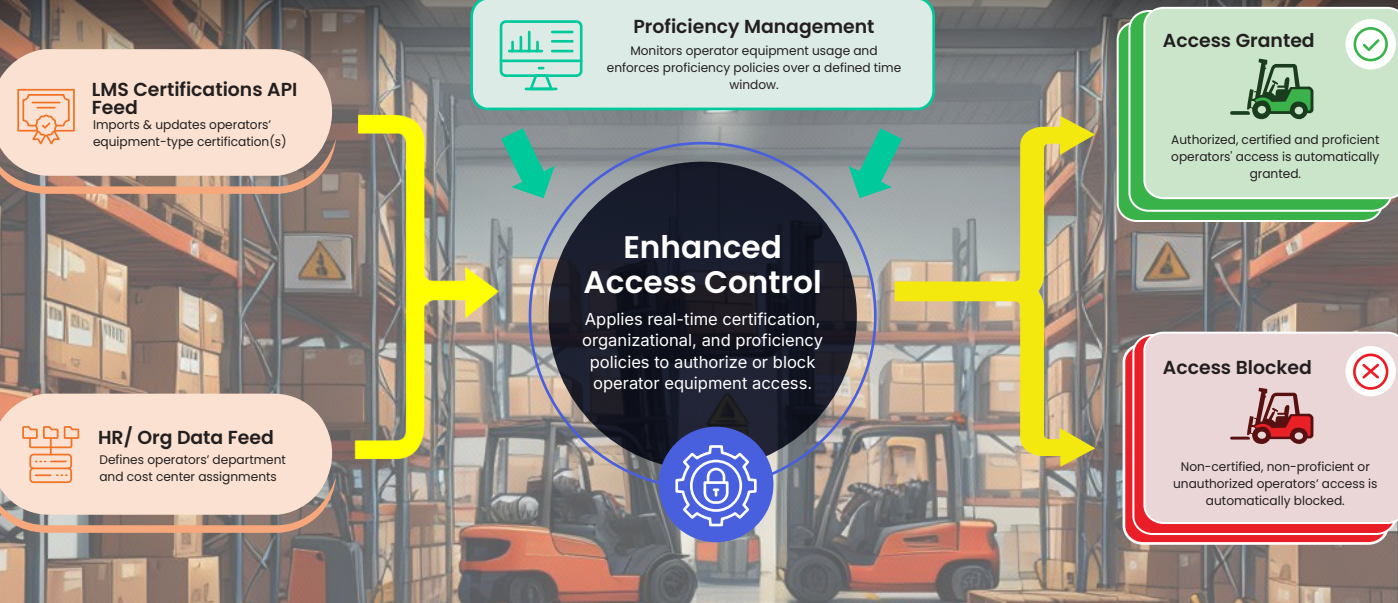 Proficiency Management
Monitors operator equipment usage and
enforces proficiency policies over a defined time
window.
LMS Certifications API
Feed
Imports & updates operators’
equipment-type certification(s)
HR/ Org Data Feed
Defines operators’ department
and cost center assignments
Enhanced
Access Control
Applies real-time certification,
organizational, and proficiency
policies to authorize or block
operator equipment access.
Access Granted
Authorized, certified and proficient
operators' access is automatically
granted.
Access Blocked
Non-certified, non-proficient or
unauthorized operators’ access is
automatically blocked.